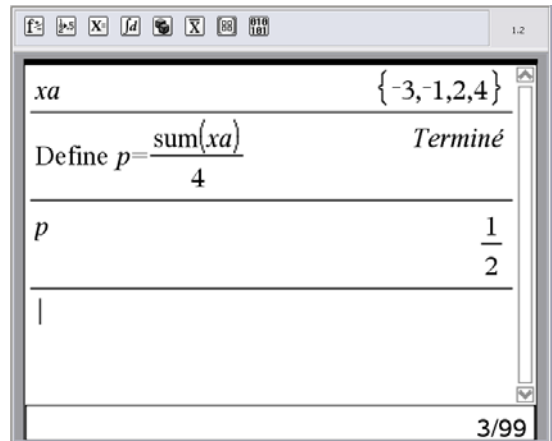 1.2
xa {⁻3,⁻1,2,4}
Define p=sum(xa)/4 Terminé
p 1/2
3/99